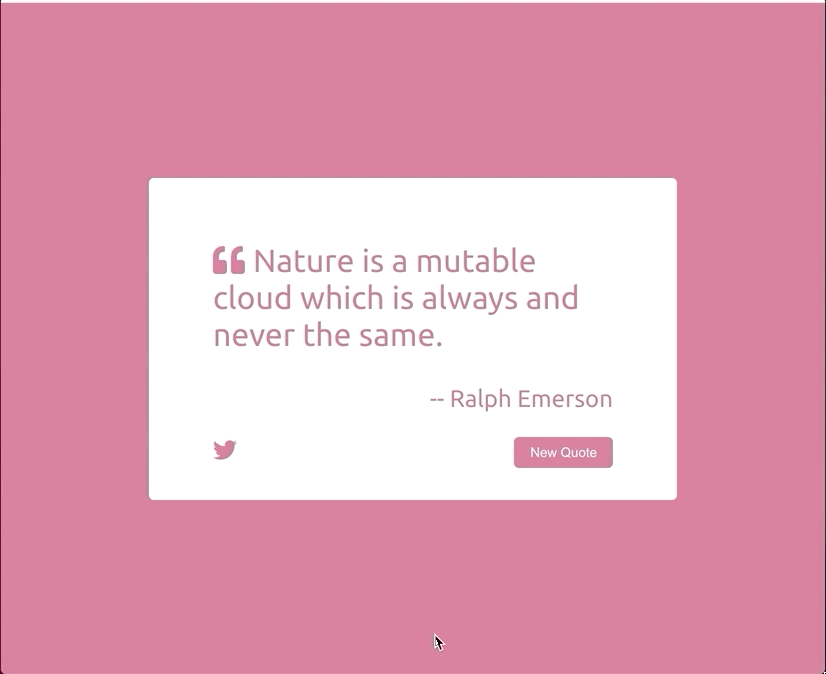 Nature is a mutable
cloud which is always and
never the same.
-- Ralph Emerson
New Quote